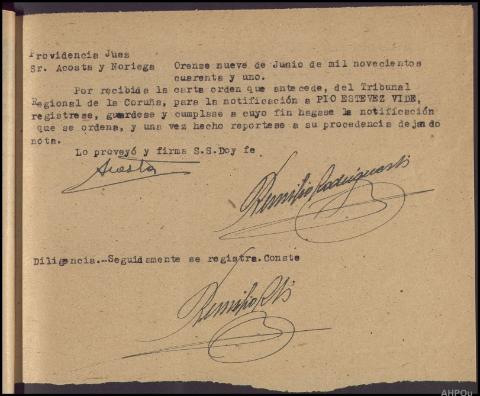 Providencia Juez
Sr. Acosta y Noriega   Orense nueve de Junio de mil novecientos
cuarenta y uno.
Por recibida la carta orden que antecede, del Tribunal
Regional de la Coruña, para la notificación a PIO ESTEVEZ VIDE,
registrese, guardese y cumplase a cuyo fin hagase la notificación
que se ordena, y una vez hecho reportese a su procedencia dejando
nota.
Lo proveyó y firma S.S.Doy fe
Acosta
Remilio
Diligencia.-Seguidamente se registra.Conste
Remilio
AHPOu